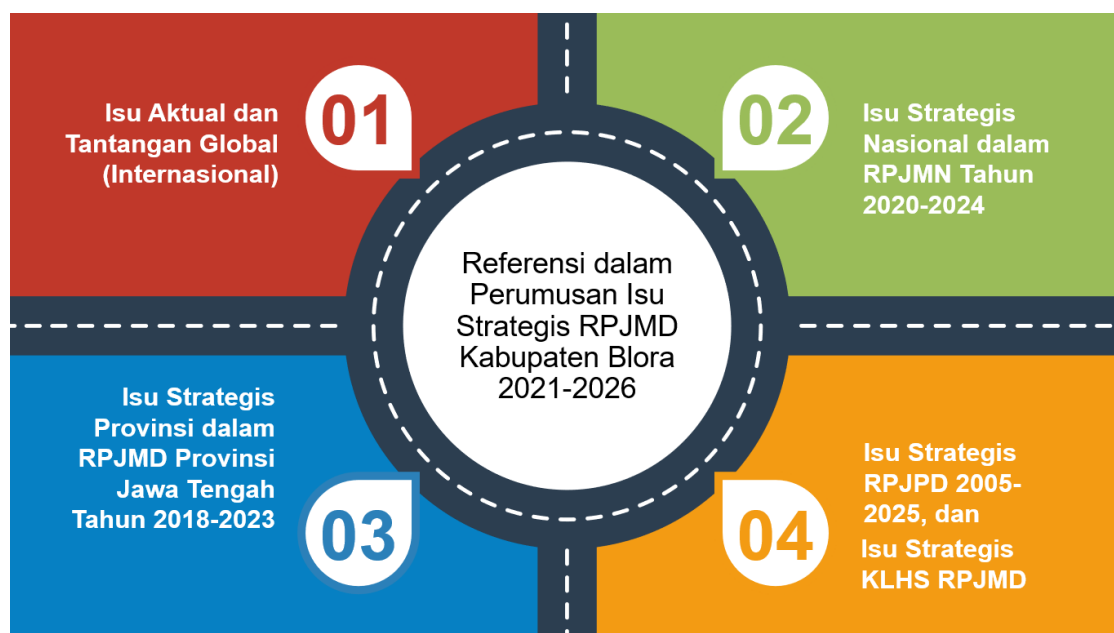 Isu Aktual dan
Tantangan Global
(Internasional)
01
02
Isu Strategis
Nasional dalam
RPJMN Tahun
2020-2024
Referensi dalam
Perumusan Isu
Strategis RPJMD
Kabupaten Blora
2021-2026
Isu Strategis
Provinsi dalam
RPJMD Provinsi
Jawa Tengah
Tahun 2018-2023
03
04
Isu Strategis
RPJPD 2005-
2025, dan
Isu Strategis
KLHS RPJMD